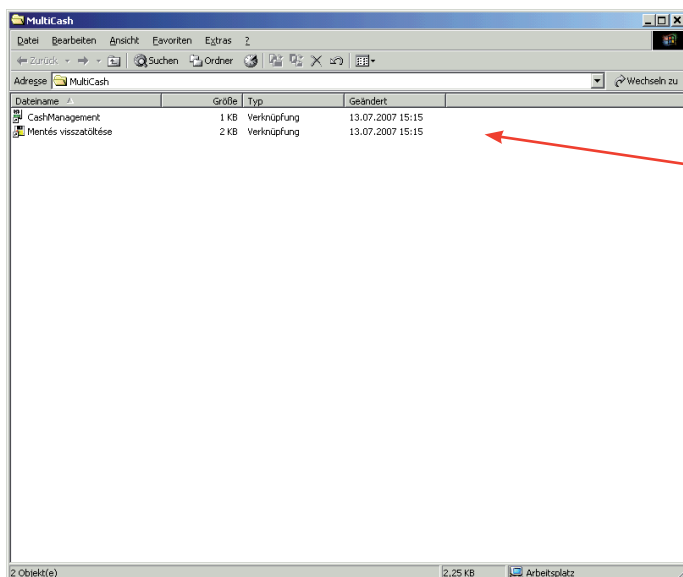 MultiCash
Datei Bearbeiten Ansicht Favoriten Extras ?
Zurück Suchen Ordner
Adresse MultiCash Wechseln zu
Dateiname Größe Typ Geändert
CashManagement 1 KB Verknüpfung 13.07.2007 15:15
Mentés visszatöltése 2 KB Verknüpfung 13.07.2007 15:15
2 Objekt(e) 2,25 KB Arbeitsplatz